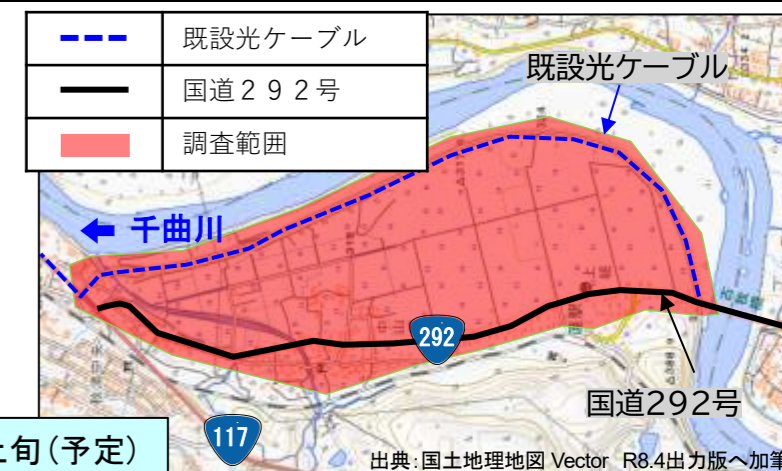 既設光ケーブル
国道２９２号
調査範囲
既設光ケーブル
千曲川
292
国道292号
117
上旬(予定)
出典:国土地理地図 Vector R8.4出力版へ加筆